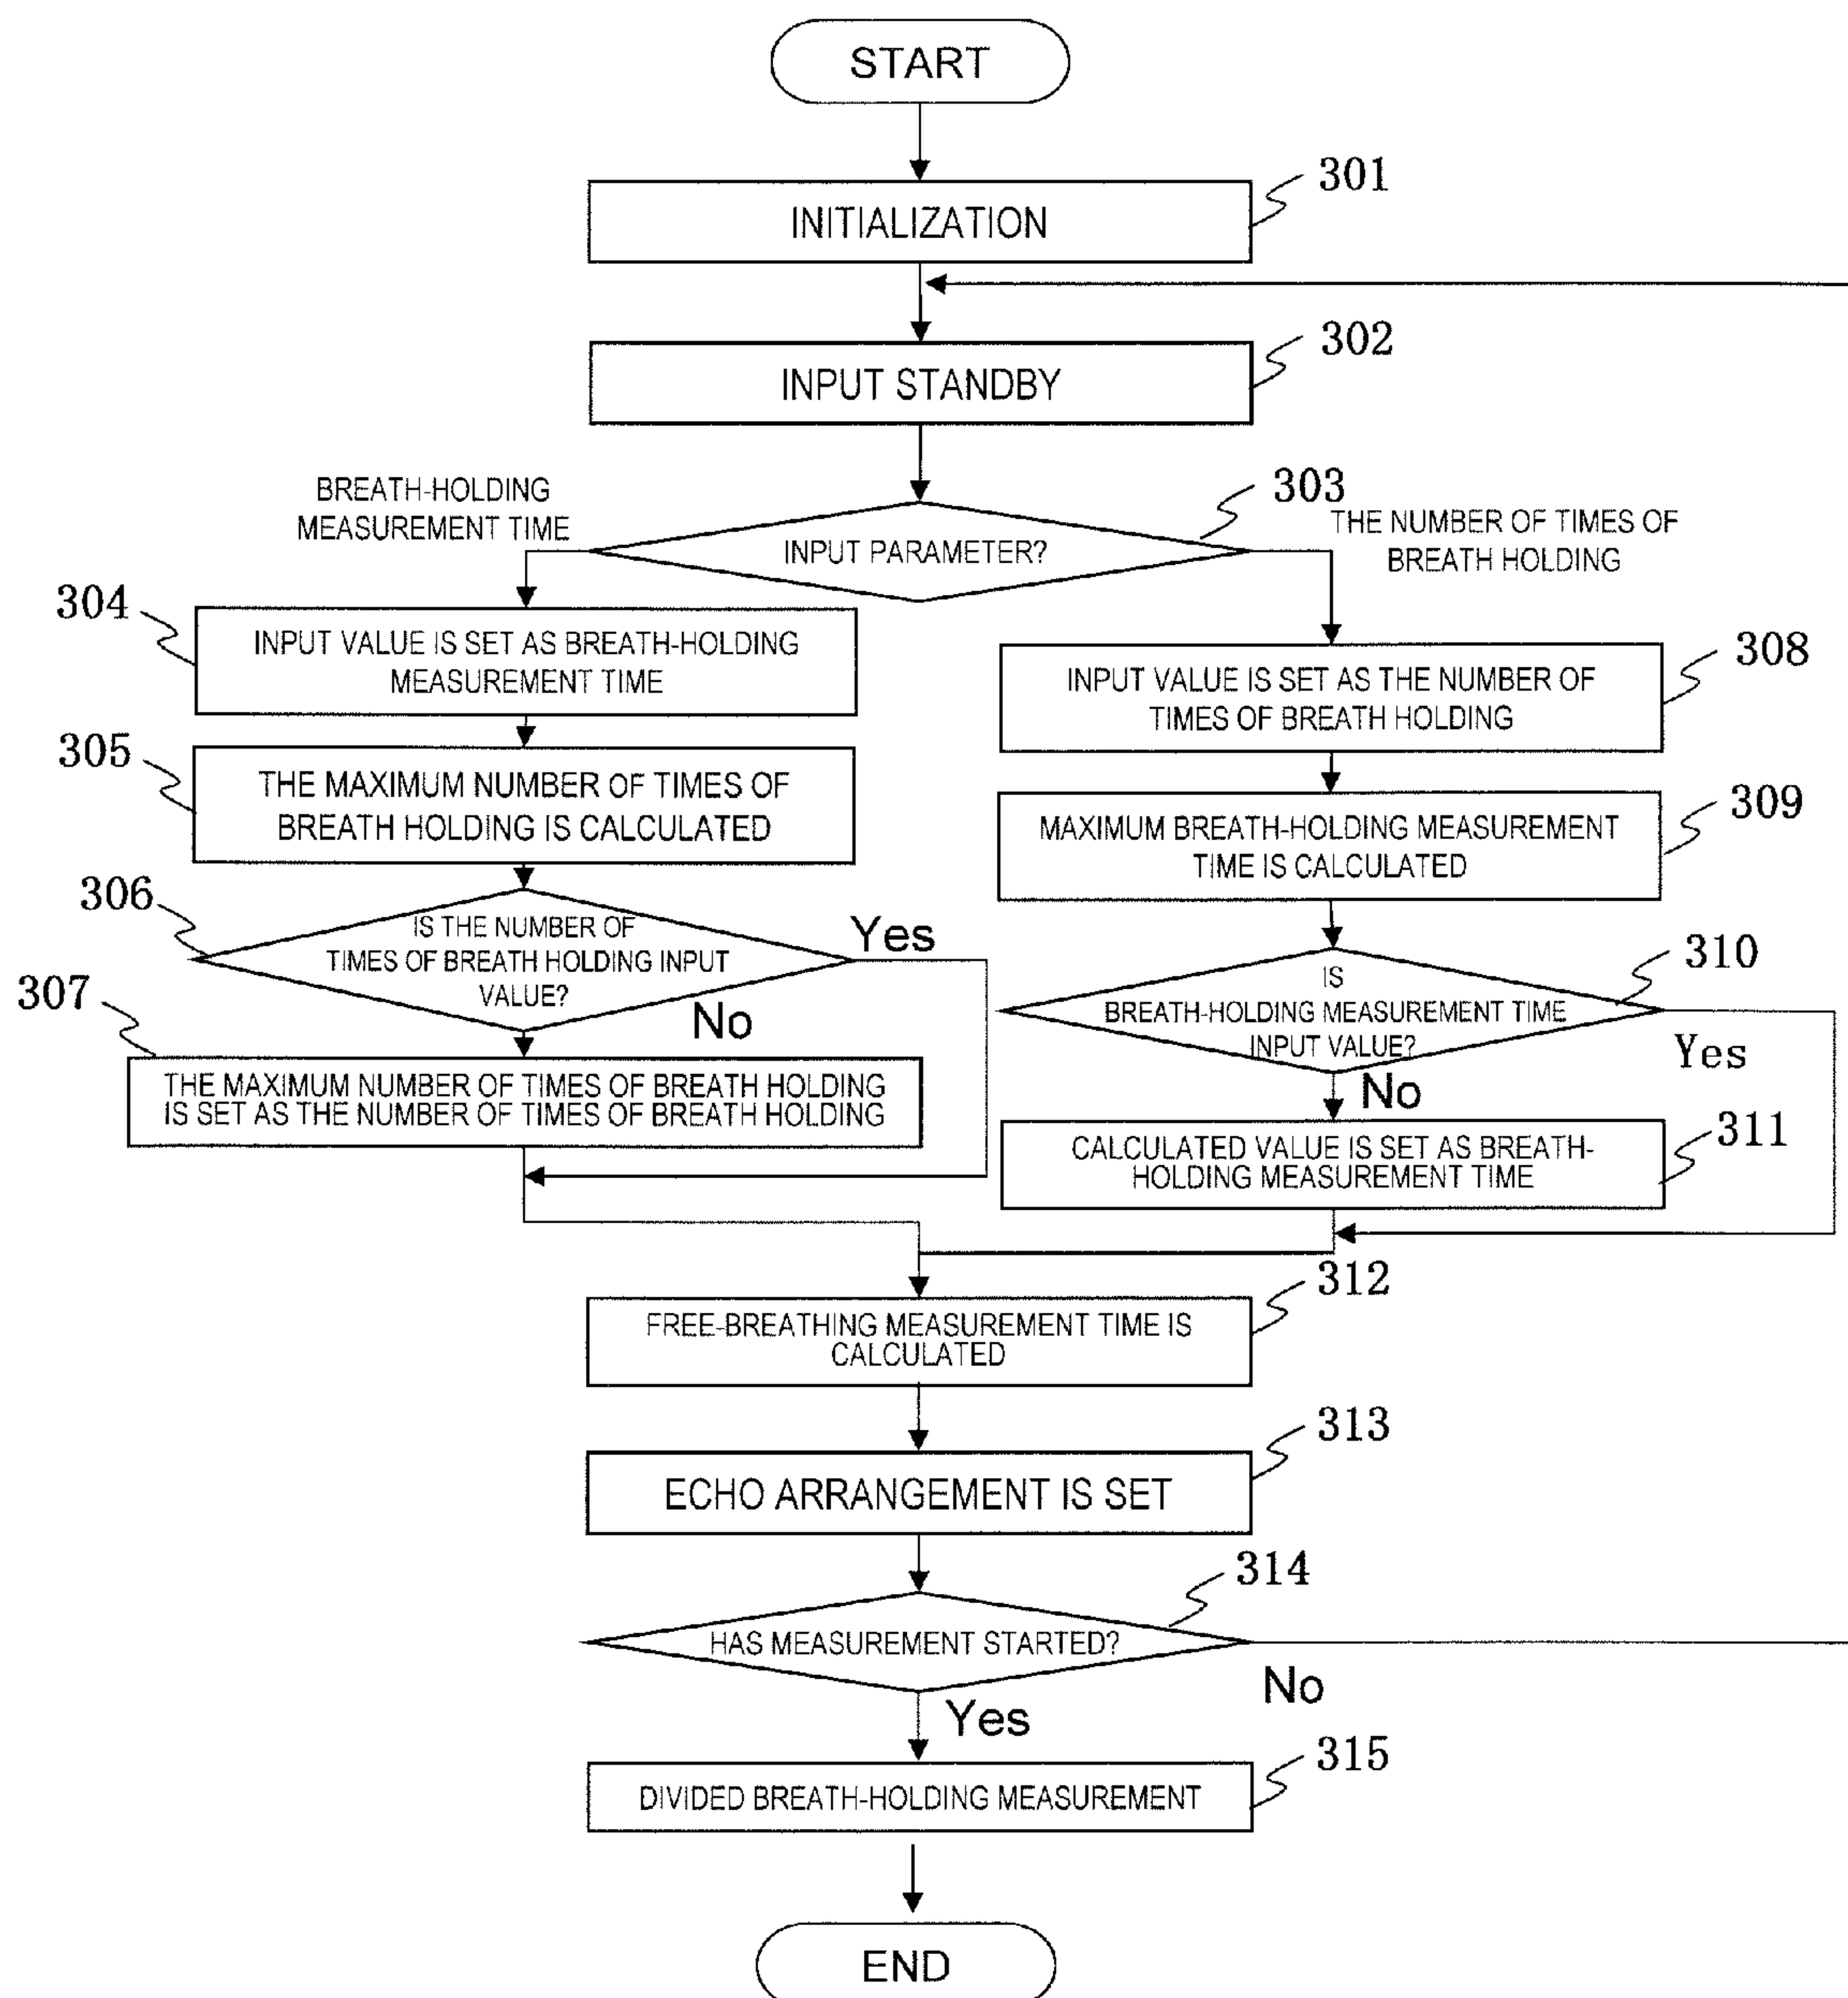 START
301
INITIALIZATION
302
INPUT STANDBY
BREATH-HOLDING
MEASUREMENT TIME
303
INPUT PARAMETER?
THE NUMBER OF TIMES OF
BREATH HOLDING
304
INPUT VALUE IS SET AS BREATH-HOLDING
MEASUREMENT TIME
308
INPUT VALUE IS SET AS THE NUMBER OF
TIMES OF BREATH HOLDING
305
THE MAXIMUM NUMBER OF TIMES OF
BREATH HOLDING IS CALCULATED
309
MAXIMUM BREATH-HOLDING MEASUREMENT
TIME IS CALCULATED
306
IS THE NUMBER OF
TIMES OF BREATH HOLDING INPUT
VALUE?
Yes
No
310
IS
BREATH-HOLDING MEASUREMENT TIME
INPUT VALUE?
Yes
No
307
THE MAXIMUM NUMBER OF TIMES OF BREATH HOLDING
IS SET AS THE NUMBER OF TIMES OF BREATH HOLDING
311
CALCULATED VALUE IS SET AS BREATH-
HOLDING MEASUREMENT TIME
312
FREE-BREATHING MEASUREMENT TIME IS
CALCULATED
313
ECHO ARRANGEMENT IS SET
314
HAS MEASUREMENT STARTED?
No
Yes
315
DIVIDED BREATH-HOLDING MEASUREMENT
END